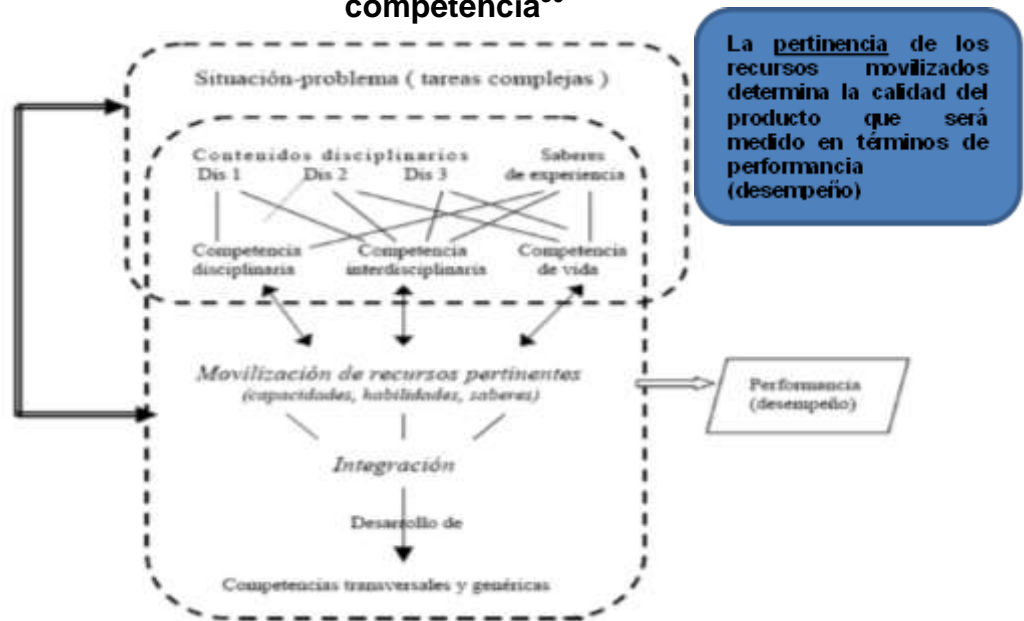 competencia
Situación-problema ( tareas complejas )
La pertinencia de los
recursos movilizados
determina la calidad del
producto que será
medido en términos de
performancia
(desempeño)
Contenidos disciplinarios
Dis 1 Dis 2 Dis 3
Saberes
de experiencia
Competencia
disciplinaria
Competencia
interdisciplinaria
Competencia
de vida
Movilización de recursos pertinentes
(capacidades, habilidades, saberes)
Performancia
(desempeño)
Integración
Desarrollo de
Competencias transversales y genéricas